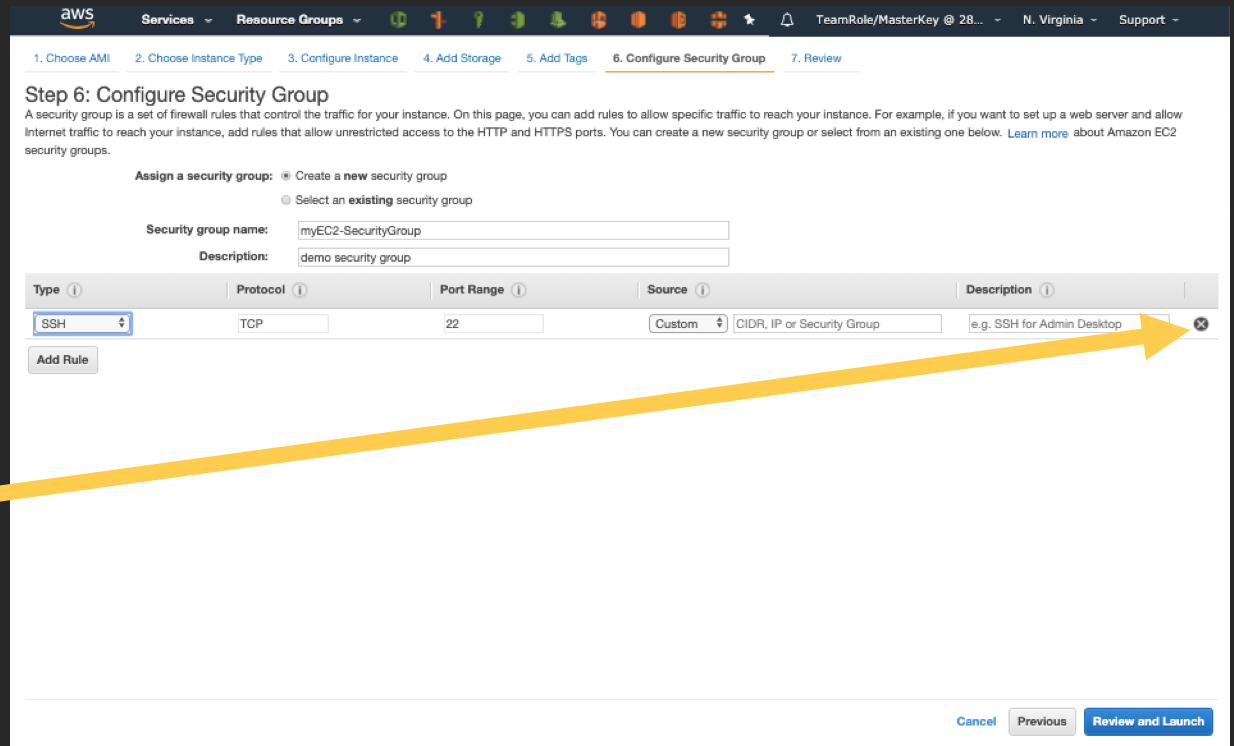 aws Services Resource Groups TeamRole/MasterKey @ 28... N. Virginia Support
1. Choose AMI 2. Choose Instance Type 3. Configure Instance 4. Add Storage 5. Add Tags 6. Configure Security Group 7. Review
Step 6: Configure Security Group
A security group is a set of firewall rules that control the traffic for your instance. On this page, you can add rules to allow specific traffic to reach your instance. For example, if you want to set up a web server and allow
Internet traffic to reach your instance, add rules that allow unrestricted access to the HTTP and HTTPS ports. You can create a new security group or select from an existing one below. Learn more about Amazon EC2
security groups.
Assign a security group: Create a new security group
Select an existing security group
Security group name: myEC2-SecurityGroup
Description: demo security group
Type Protocol Port Range Source Description
SSH TCP 22 Custom CIDR, IP or Security Group e.g. SSH for Admin Desktop
Add Rule
Cancel Previous Review and Launch